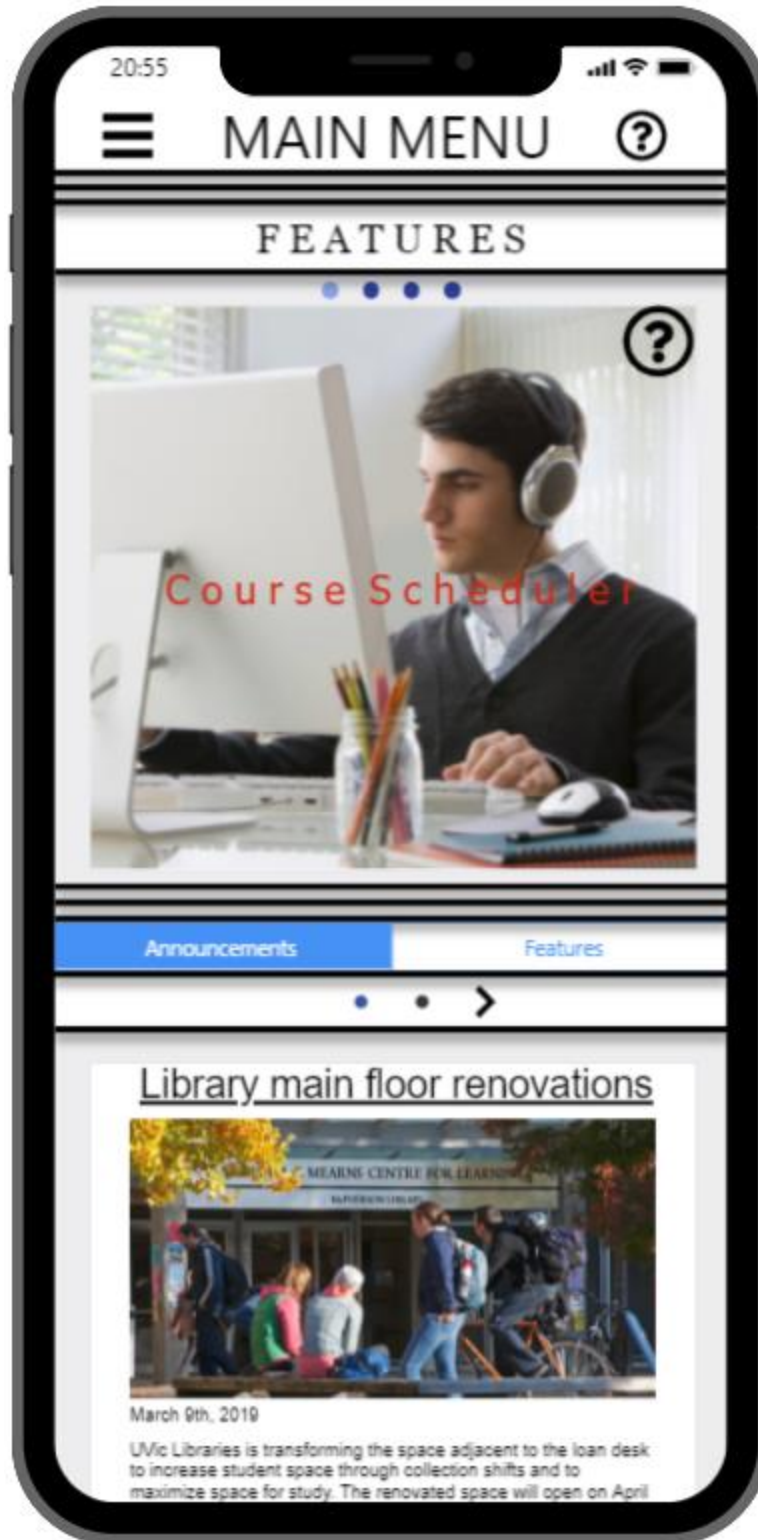 20:55
MAIN MENU
FEATURES
Course Scheduler
Announcements Features
Library main floor renovations
MEARNS CENTRE FOR LEARNING
McPHERSON LIBRARY
March 9th, 2019
UVic Libraries is transforming the space adjacent to the loan desk
to increase student space through collection shifts and to
maximize space for study. The renovated space will open on April